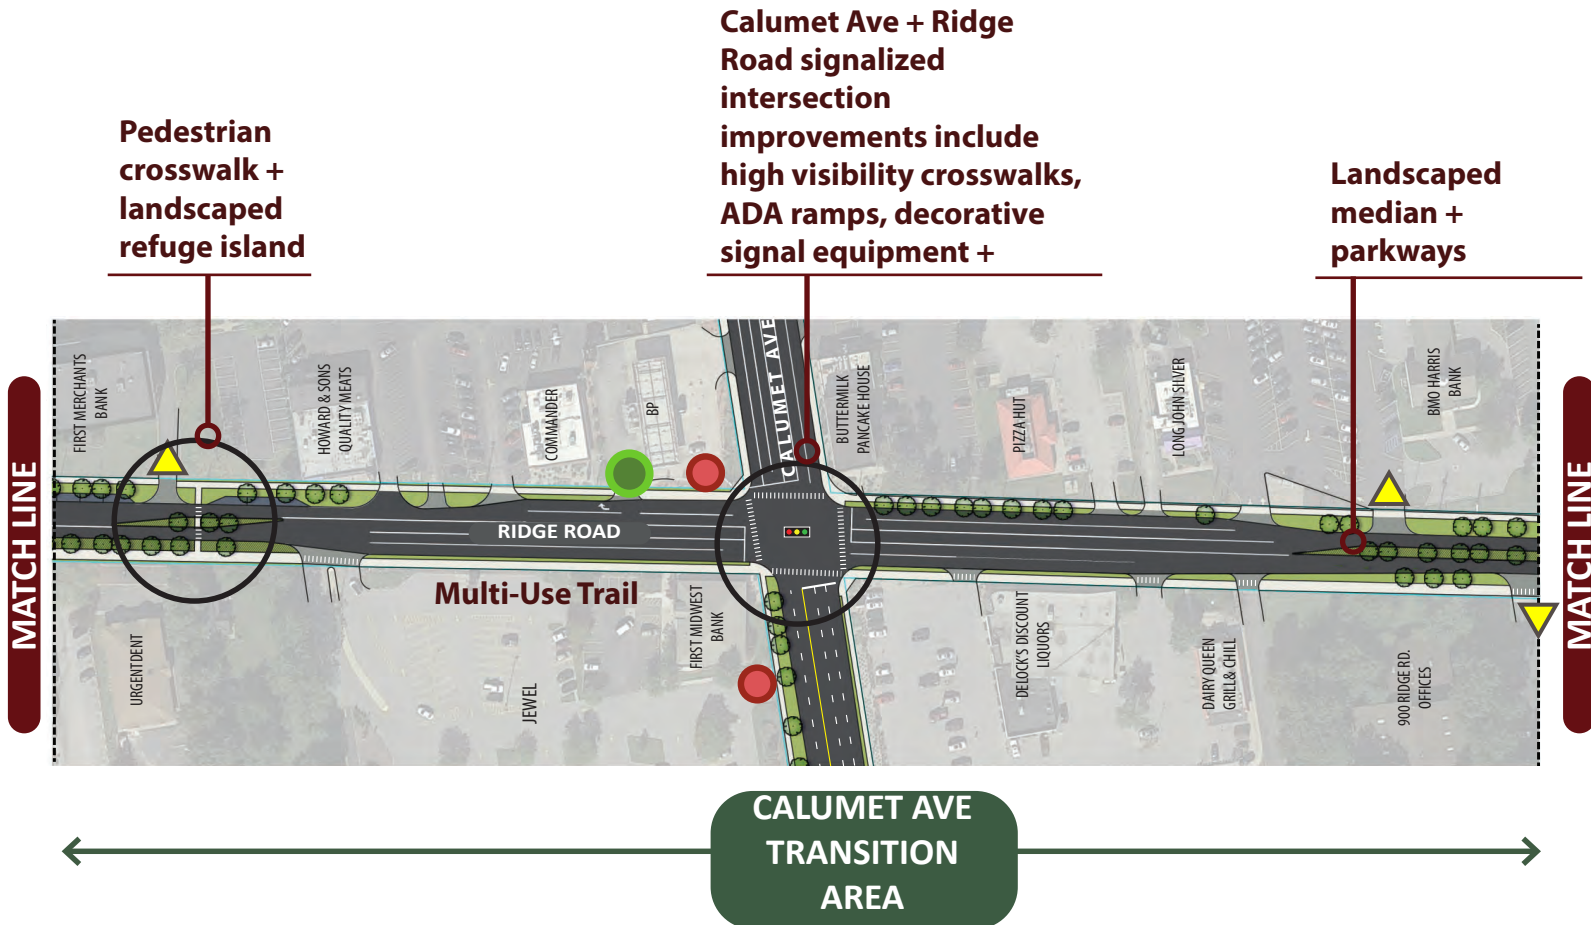 Calumet Ave + Ridge
Road signalized
intersection
improvements include
high visibility crosswalks,
ADA ramps, decorative
signal equipment +
Pedestrian
crosswalk +
landscaped
refuge island
Landscaped
median +
parkways
MATCH LINE
FIRST MERCHANTS
BANK
HOWARD & SONS
QUALITY MEATS
COMMANDER
BP
CALUMET AVE
BUTTERMILK
PANCAKE HOUSE
PIZZA HUT
LONG JOHN SILVER
BMO HARRIS
BANK
MATCH LINE
RIDGE ROAD
Multi-Use Trail
URGENTDENT
JEWEL
FIRST MIDWEST
BANK
DELOCK'S DISCOUNT
LIQUORS
DAIRY QUEEN
GRILL & CHILL
900 RIDGE RD.
OFFICES
CALUMET AVE
TRANSITION
AREA